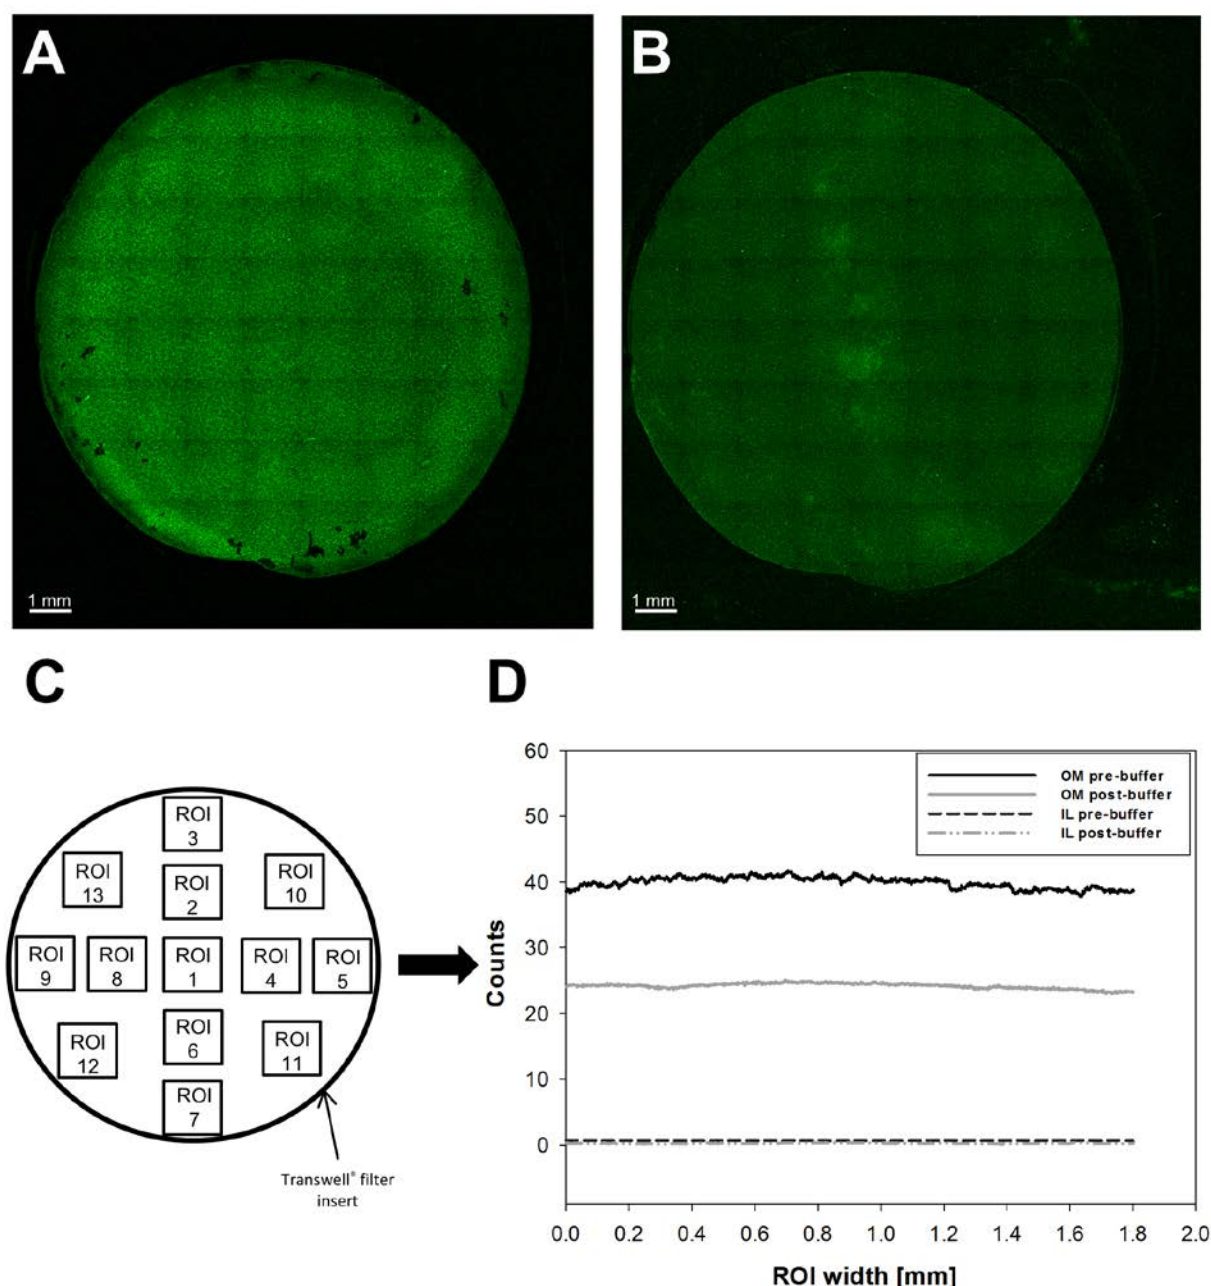 A
B
1 mm
1 mm
C
D
ROI
3
ROI
13
ROI
2
ROI
10
ROI
9
ROI
8
ROI
1
ROI
4
ROI
5
ROI
12
ROI
6
ROI
11
ROI
7
Transwell® filter
insert
60
50
40
30
20
10
0
Counts
OM pre-buffer
OM post-buffer
IL pre-buffer
IL post-buffer
0.0 0.2 0.4 0.6 0.8 1.0 1.2 1.4 1.6 1.8 2.0
ROI width [mm]